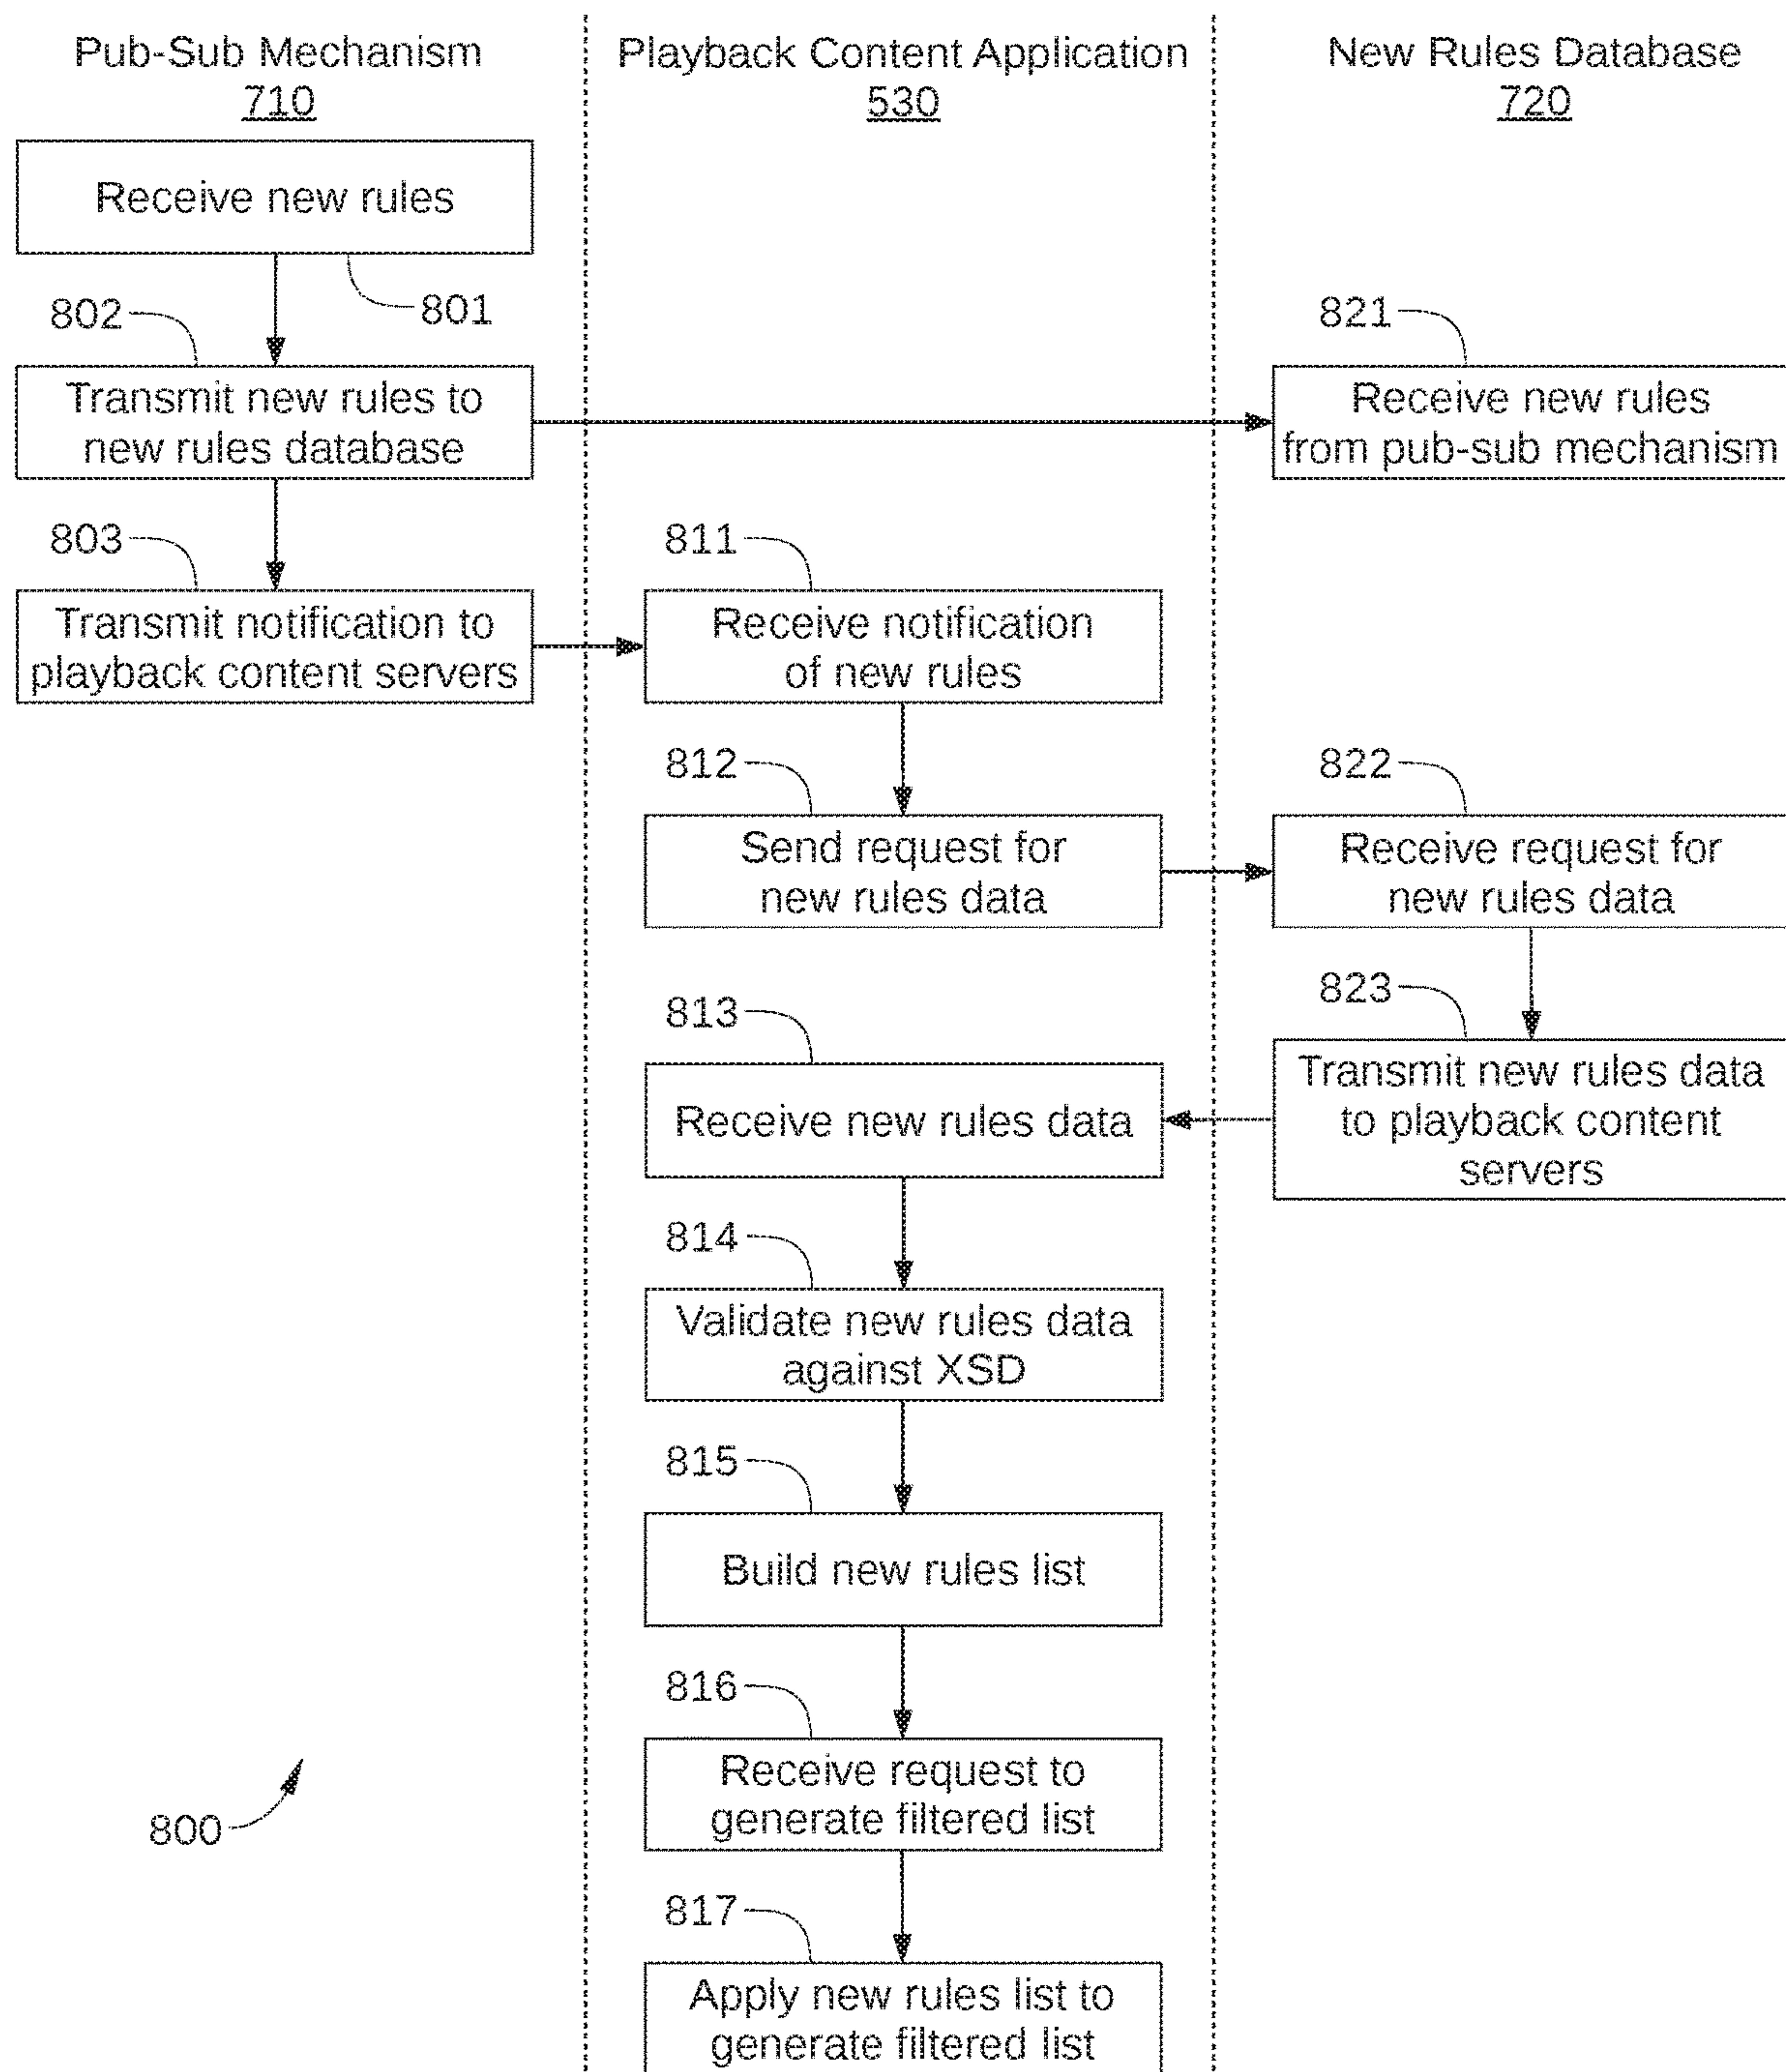 Pub-Sub Mechanism
710
Playback Content Application
530
New Rules Database
720
Receive new rules
801
802
821
Transmit new rules to
new rules database
Receive new rules
from pub-sub mechanism
803
811
Transmit notification to
playback content servers
Receive notification
of new rules
812
822
Send request for
new rules data
Receive request for
new rules data
813
823
Receive new rules data
Transmit new rules data
to playback content
servers
814
Validate new rules data
against XSD
815
Build new rules list
816
Receive request to
generate filtered list
800
817
Apply new rules list to
generate filtered list